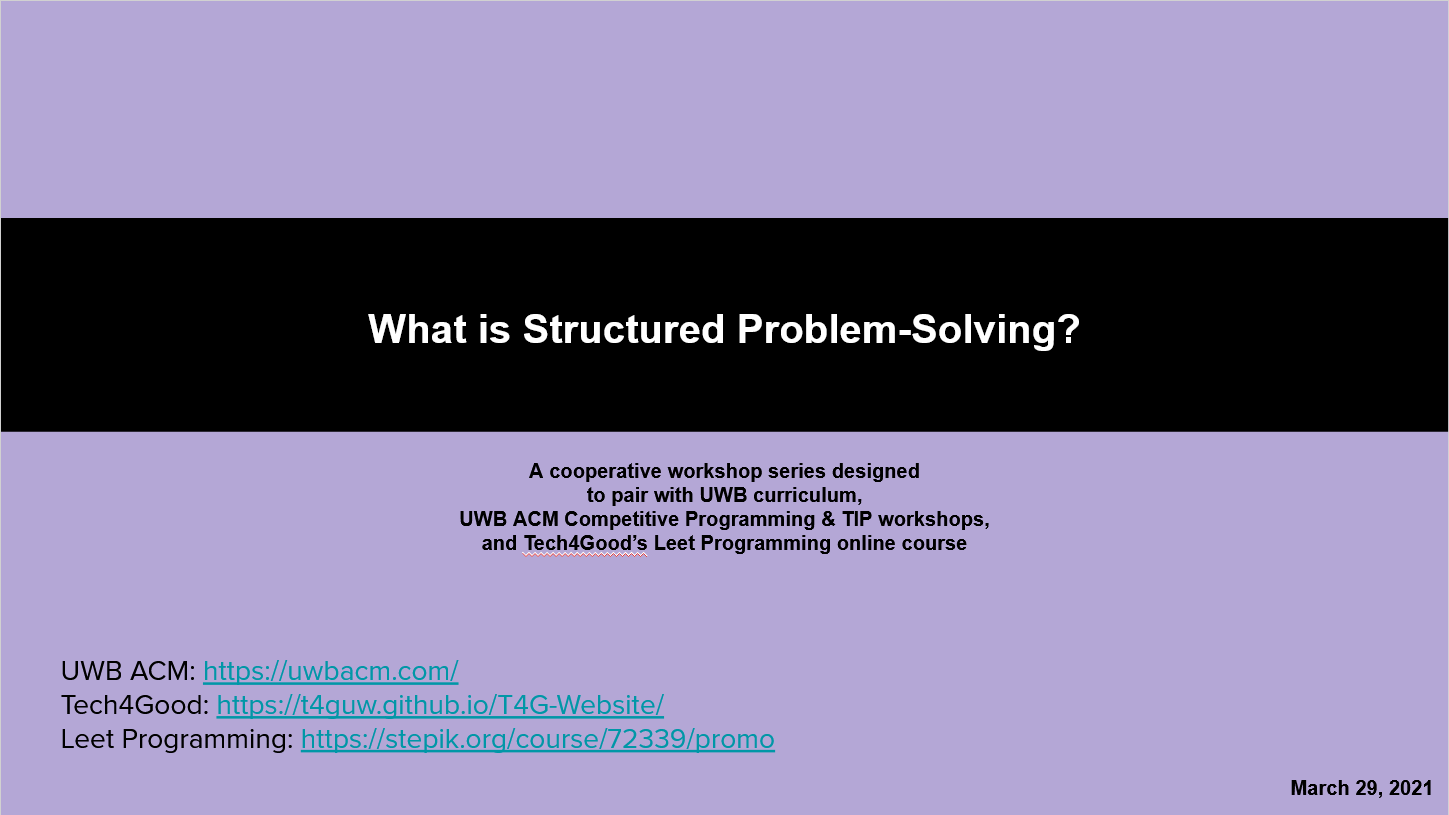 What is Structured Problem-Solving?
A cooperative workshop series designed
to pair with UWB curriculum,
UWB ACM Competitive Programming & TIP workshops,
and Tech4Good’s Leet Programming online course
UWB ACM: https://uwbacm.com/
Tech4Good: https://t4guw.github.io/T4G-Website/
Leet Programming: https://stepik.org/course/72339/promo
March 29, 2021